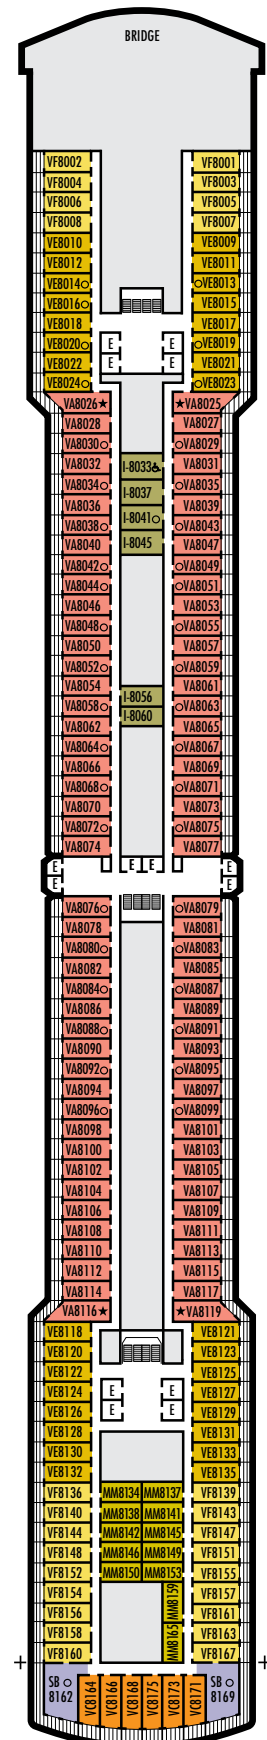 BRIDGE
VF8002 VF8001
VF8004 VF8003
VF8006 VF8005
VF8008 VF8007
VE8010 VE8009
VE8012 VE8011
VE8014○ ○VE8013
VE8016○ VE8015
VE8018 VE8017
VE8020○ E E ○VE8019
VE8022 E E VE8021
VE8024○ ○VE8023
VA8026★ ★VA8025
VA8028 VA8027
VA8030○ ○VA8029
VA8032 I-8033♿ VA8031
VA8034○ ○VA8035
VA8036 I-8037 VA8039
VA8038○ I-8041○ ○VA8043
VA8040 I-8045 VA8047
VA8042○ ○VA8049
VA8044○ ○VA8051
VA8046 VA8053
VA8048○ ○VA8055
VA8050 VA8057
VA8052○ ○VA8059
VA8054 I-8056 VA8061
VA8058○ I-8060 ○VA8063
VA8062 VA8065
VA8064○ ○VA8067
VA8066 VA8069
VA8068○ ○VA8071
VA8070 VA8073
VA8072○ ○VA8075
VA8074 VA8077
E E E E
E E
VA8076○ ○VA8079
VA8078 VA8081
VA8080○ ○VA8083
VA8082 VA8085
VA8084○ ○VA8087
VA8086 VA8089
VA8088○ ○VA8091
VA8090 VA8093
VA8092○ ○VA8095
VA8094 VA8097
VA8096○ ○VA8099
VA8098 VA8101
VA8100 VA8103
VA8102 VA8105
VA8104 VA8107
VA8106 VA8109
VA8108 VA8111
VA8110 VA8113
VA8112 VA8115
VA8114 VA8117
VA8116★ ★VA8119
VE8118 VE8121
VE8120 VE8123
VE8122 VE8125
VE8124 E E VE8127
VE8126 E E VE8129
VE8128 VE8131
VE8130 VE8133
VE8132 VE8135
VF8136 MM8134 MM8137 VF8139
VF8140 MM8138 MM8141 VF8143
VF8144 MM8142 MM8145 VF8147
VF8148 MM8146 MM8149 VF8151
VF8152 MM8150 MM8153 VF8155
VF8154 MM8159 VF8157
VF8156 VF8161
VF8158 MM8165 VF8163
VF8160 VF8167
SB ○ 8162 VC8164 VC8166 VC8168 VC8175 VC8173 VC8171 SB ○ 8169